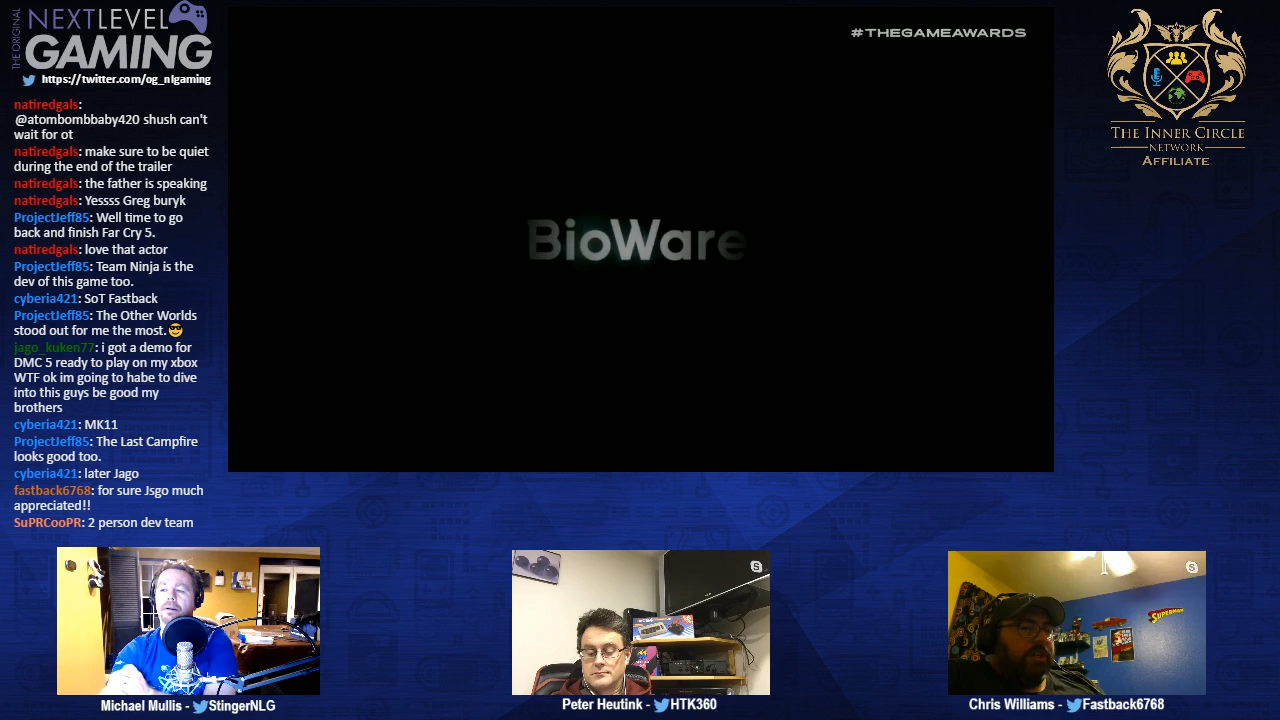 THE ORIGINAL
NEXTLEVEL
GAMING
https://twitter.com/og_nlgaming
natiredgals:
@atombombbaby420 shush can't
wait for ot
natiredgals: make sure to be quiet
during the end of the trailer
natiredgals: the father is speaking
natiredgals: Yessss Greg buryk
ProjectJeff85: Well time to go
back and finish Far Cry 5.
natiredgals: love that actor
ProjectJeff85: Team Ninja is the
dev of this game too.
cyberia421: SoT Fastback
ProjectJeff85: The Other Worlds
stood out for me the most.😎
jago_kuken77: i got a demo for
DMC 5 ready to play on my xbox
WTF ok im going to habe to dive
into this guys be good my
brothers
cyberia421: MK11
ProjectJeff85: The Last Campfire
looks good too.
cyberia421: later Jago
fastback6768: for sure Jsgo much
appreciated!!
SuPRCooPR: 2 person dev team
#THEGAMEAWARDS
BioWare
THE INNER CIRCLE
NETWORK
AFFILIATE
SUPERMAN
Michael Mullis - StingerNLG
Peter Heutink - HTK360
Chris Williams - Fastback6768